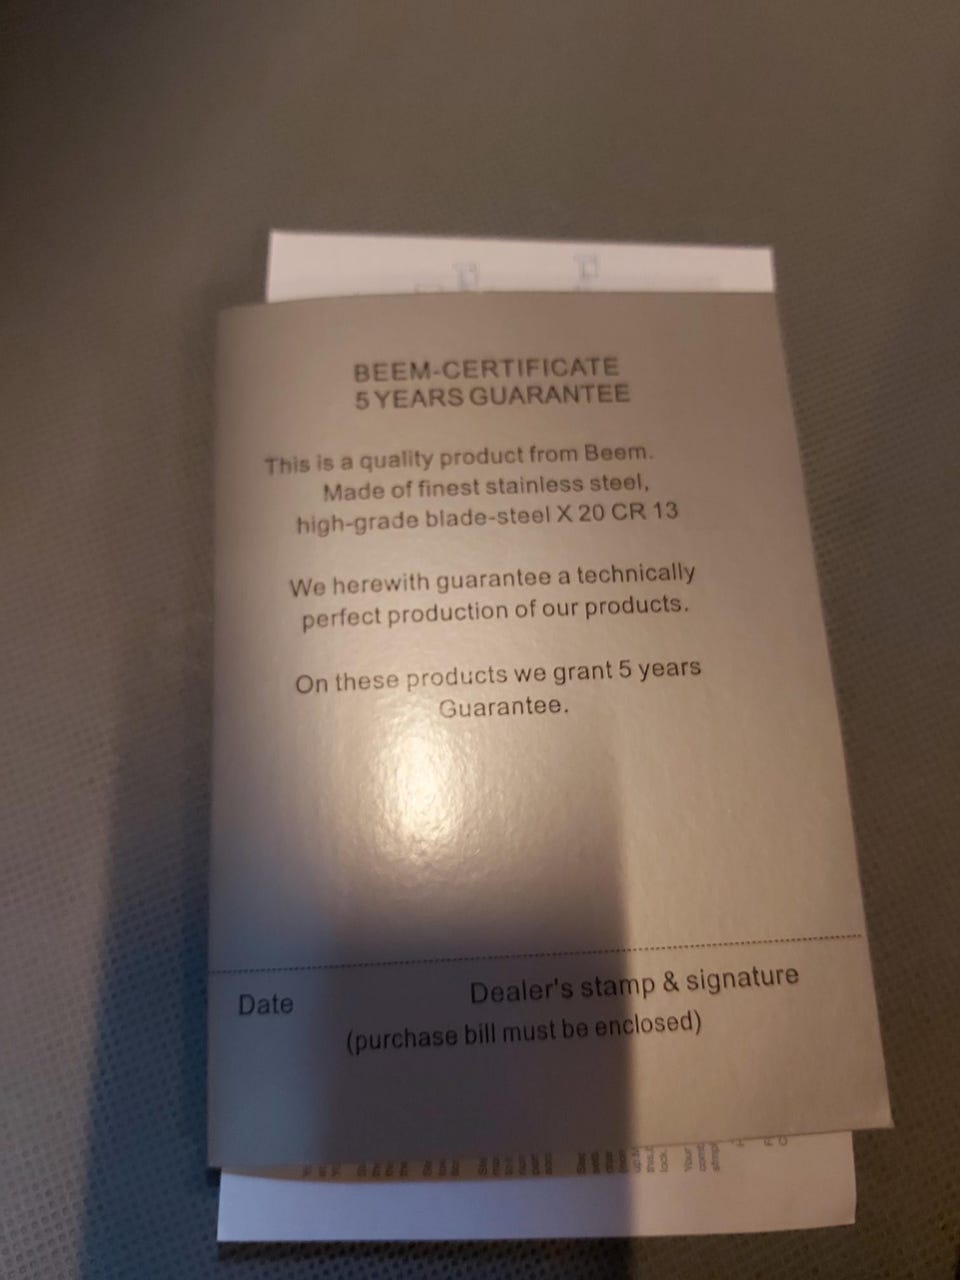 BEEM-CERTIFICATE
5 YEARS GUARANTEE
This is a quality product from Beem.
Made of finest stainless steel,
high-grade blade-steel X 20 CR 13
We herewith guarantee a technically
perfect production of our products.
On these products we grant 5 years
Guarantee.
Date Dealer's stamp & signature
(purchase bill must be enclosed)
lock.
Your